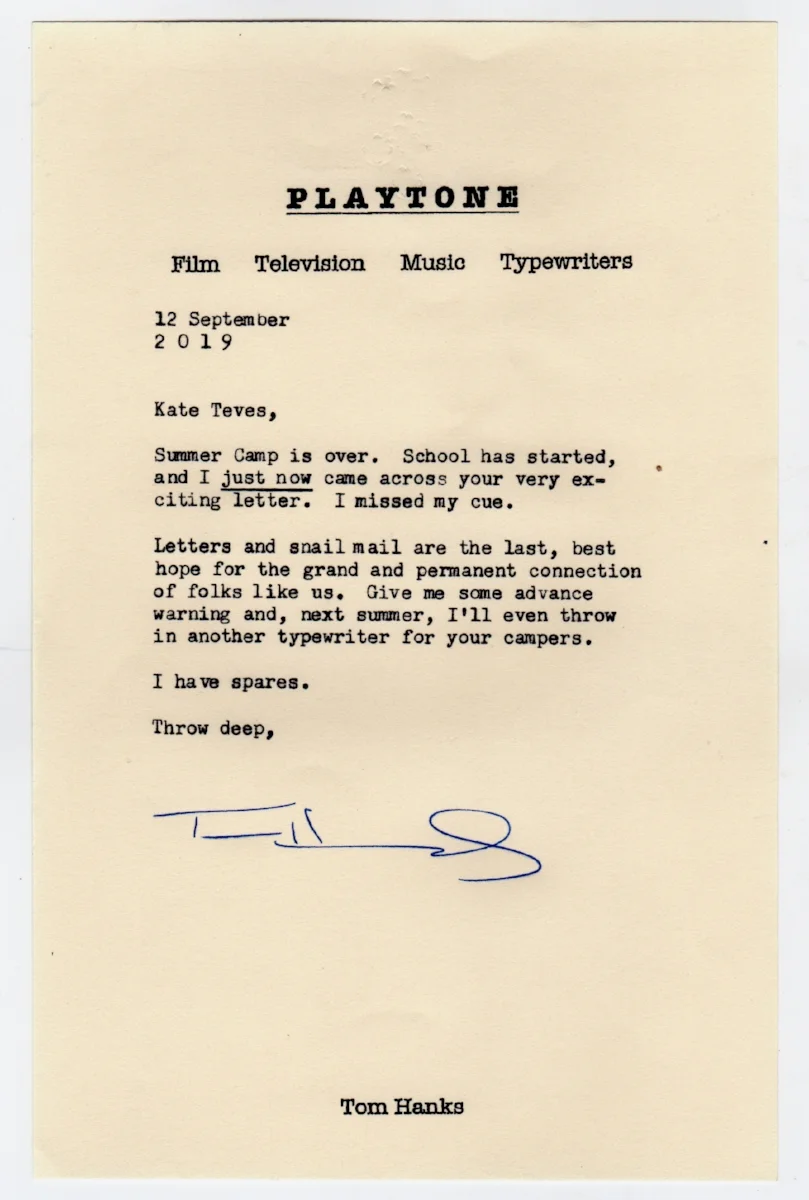 PLAYTONE
Film Television Music Typewriters
12 September
2 0 1 9
Kate Teves,
Summer Camp is over. School has started,
and I just now came across your very ex-
citing letter. I missed my cue.
Letters and snail mail are the last, best
hope for the grand and permanent connection
of folks like us. Give me some advance
warning and, next summer, I'll even throw
in another typewriter for your campers.
I have spares.
Throw deep,
Tom Hanks